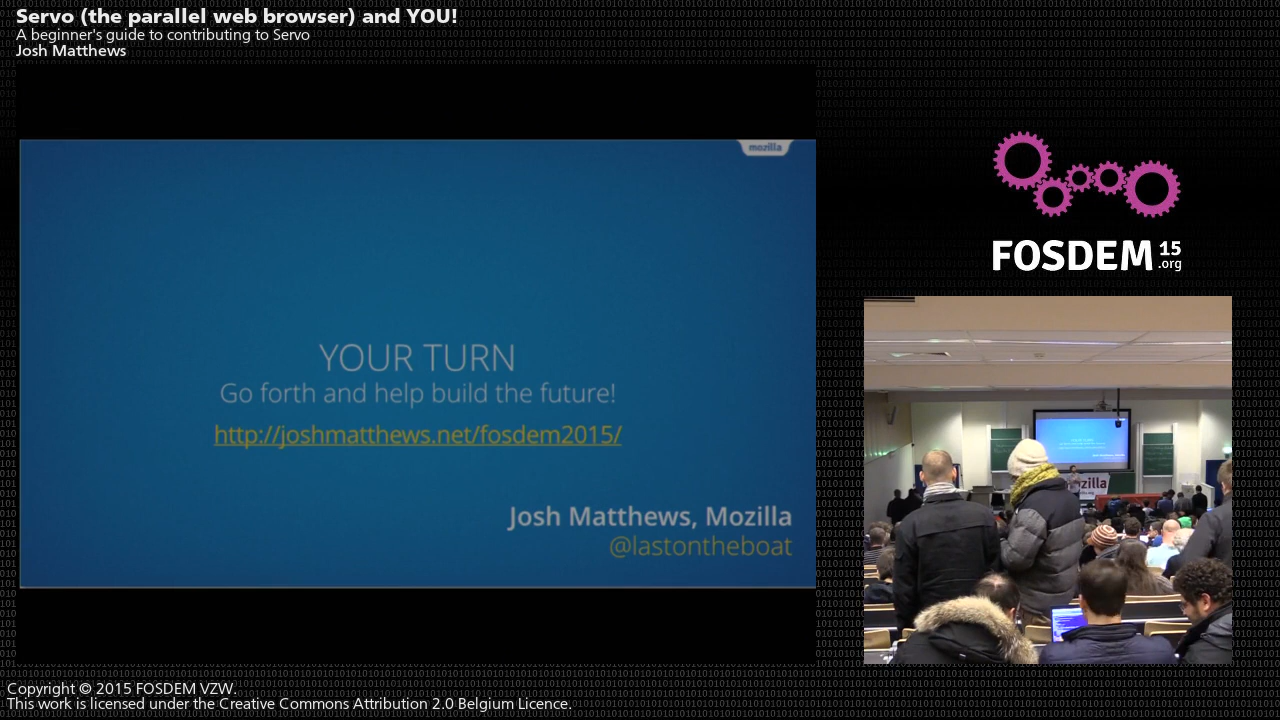 Servo (the parallel web browser) and YOU!
A beginner's guide to contributing to Servo
Josh Matthews
mozilla
YOUR TURN
Go forth and help build the future!
http://joshmatthews.net/fosdem2015/
Josh Matthews, Mozilla
@lastontheboat
FOSDEM 15
.org
Copyright © 2015 FOSDEM VZW.
This work is licensed under the Creative Commons Attribution 2.0 Belgium Licence.